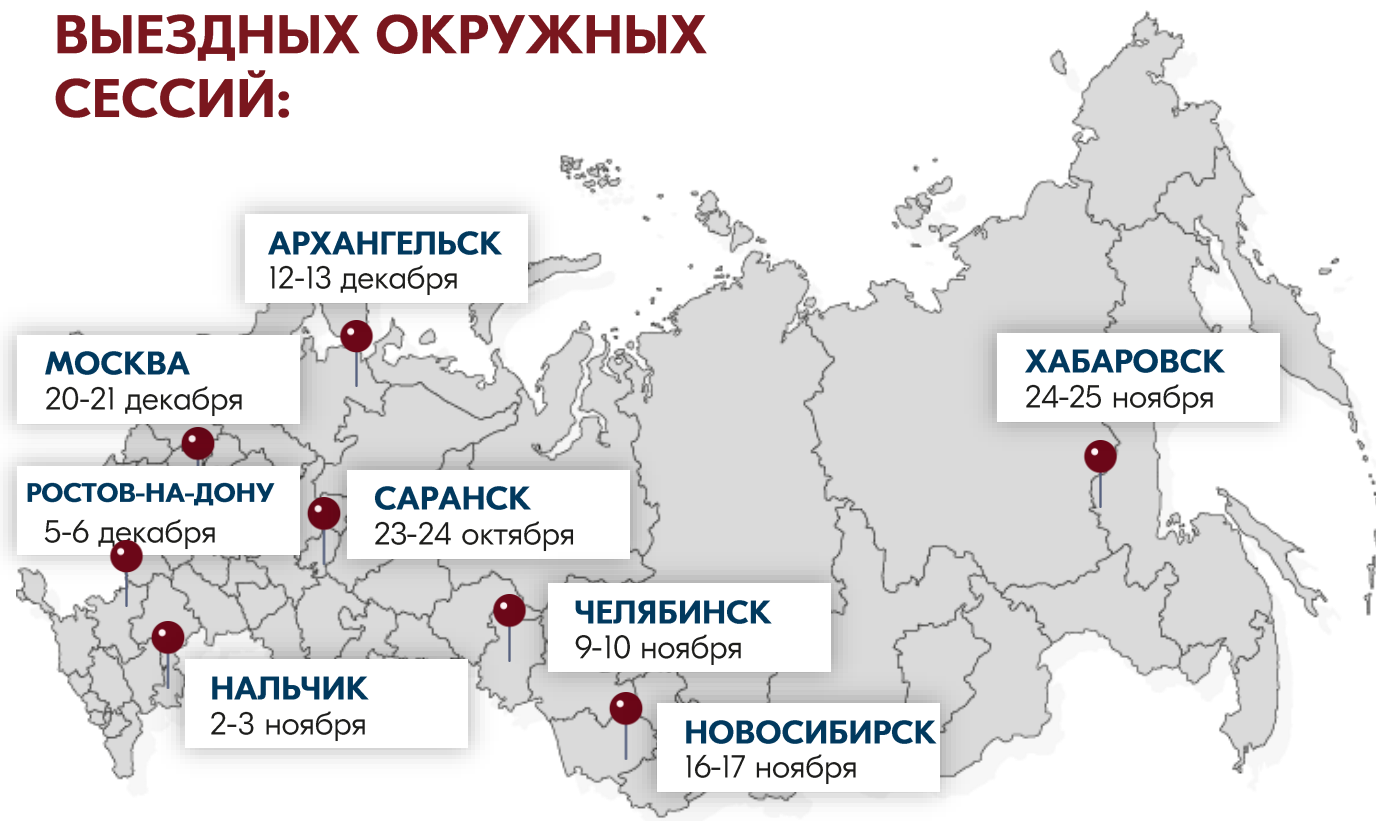 ВЫЕЗДНЫХ ОКРУЖНЫХ
СЕССИЙ:
АРХАНГЕЛЬСК
12-13 декабря
МОСКВА
20-21 декабря
ХАБАРОВСК
24-25 ноября
РОСТОВ-НА-ДОНУ
5-6 декабря
САРАНСК
23-24 октября
ЧЕЛЯБИНСК
9-10 ноября
НАЛЬЧИК
2-3 ноября
НОВОСИБИРСК
16-17 ноября